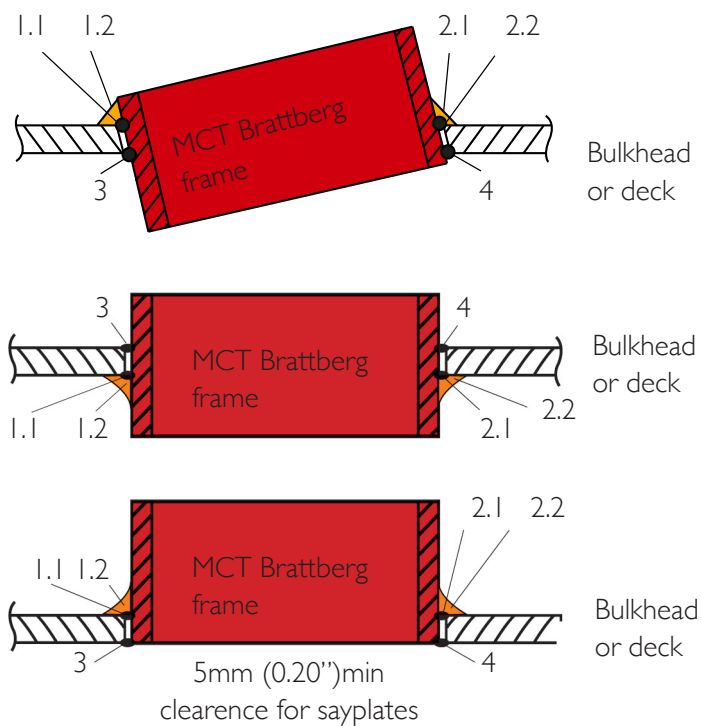 1.1 1.2 2.1 2.2
MCT Brattberg
frame
3 4
Bulkhead
or deck
3 4
MCT Brattberg
frame
Bulkhead
or deck
1.1 1.2 2.1 2.2
2.1 2.2
1.1 1.2
MCT Brattberg
frame
Bulkhead
or deck
3 4
5mm (0.20'')min
clearence for sayplates